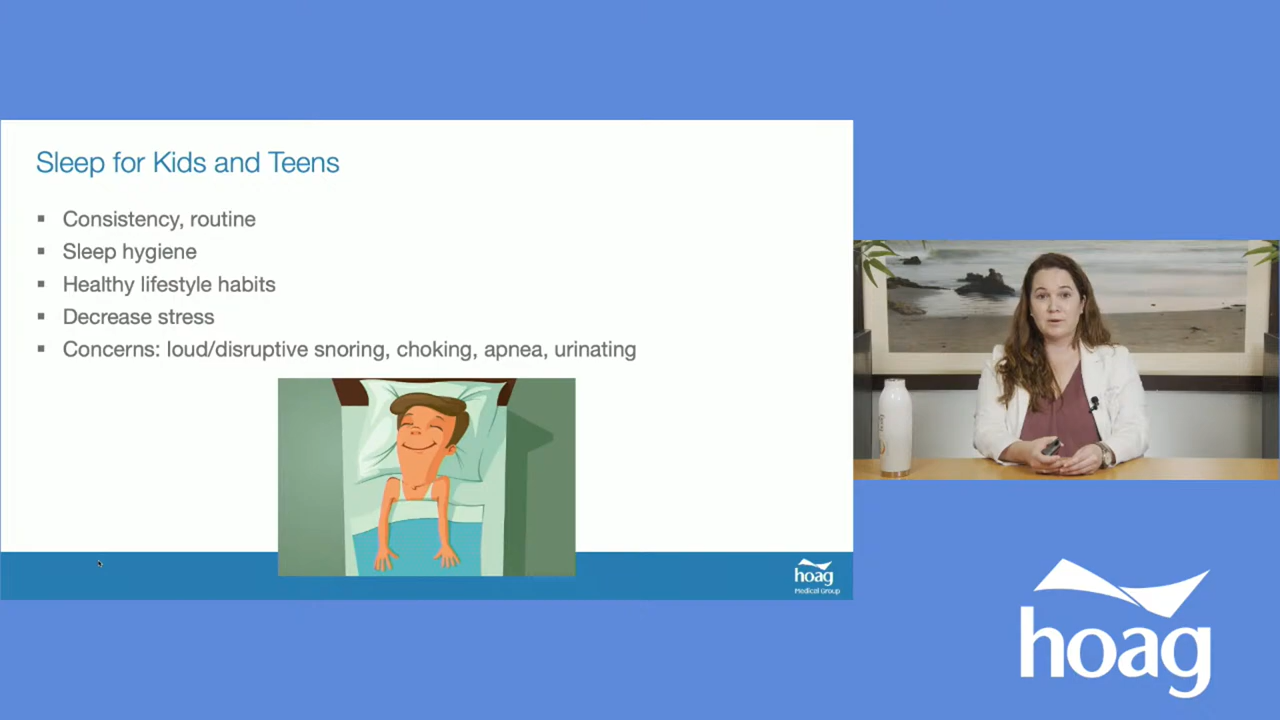 Sleep for Kids and Teens
▪ Consistency, routine
▪ Sleep hygiene
▪ Healthy lifestyle habits
▪ Decrease stress
▪ Concerns: loud/disruptive snoring, choking, apnea, urinating
hoag
Medical Group
hoag